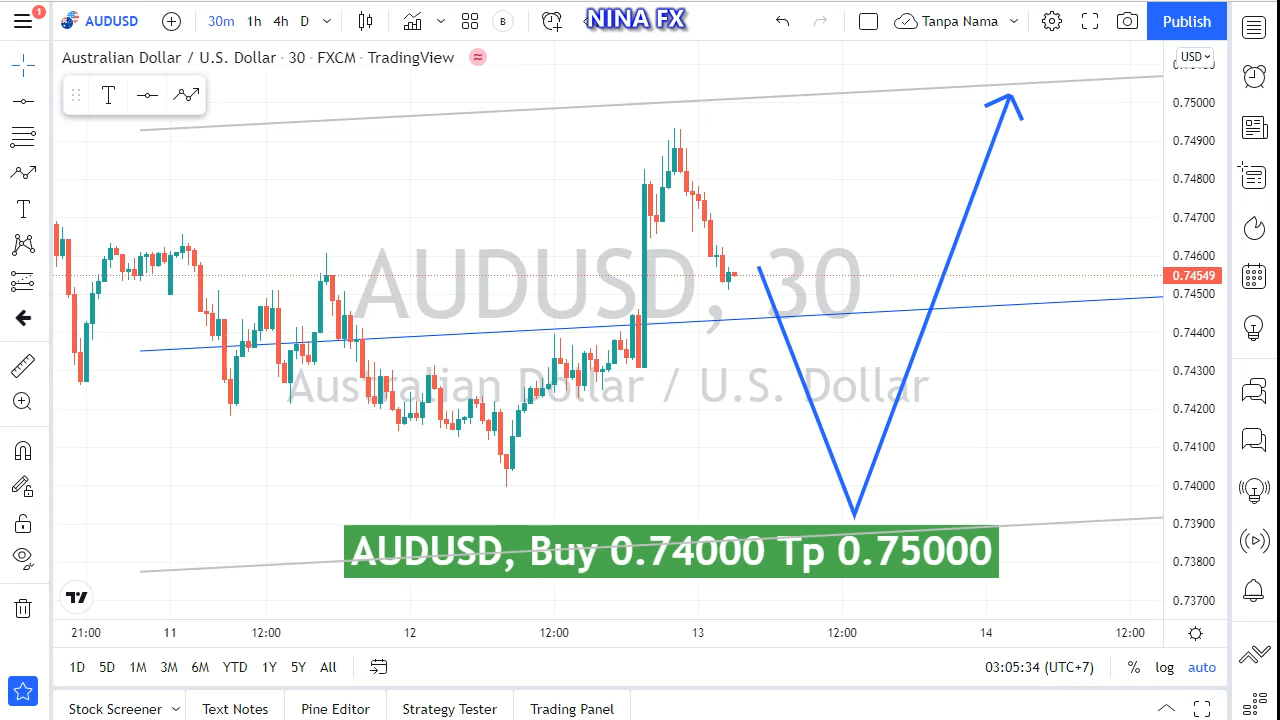 1
AUDUSD
30m 1h 4h D
B
NINA FX
Tanpa Nama
Publish
Australian Dollar / U.S. Dollar · 30 · FXCM · TradingView
USD
T
0.75000
0.74900
0.74800
0.74700
0.74600
0.74549
0.74500
0.74400
0.74300
0.74200
0.74100
0.74000
0.73900
0.73800
0.73700
AUDUSD, 30
Australian Dollar / U.S. Dollar
AUDUSD, Buy 0.74000 Tp 0.75000
21:00 11 12:00 12 12:00 13 12:00 14 12:00
1D 5D 1M 3M 6M YTD 1Y 5Y All
03:05:34 (UTC+7) % log auto
Stock Screener Text Notes Pine Editor Strategy Tester Trading Panel